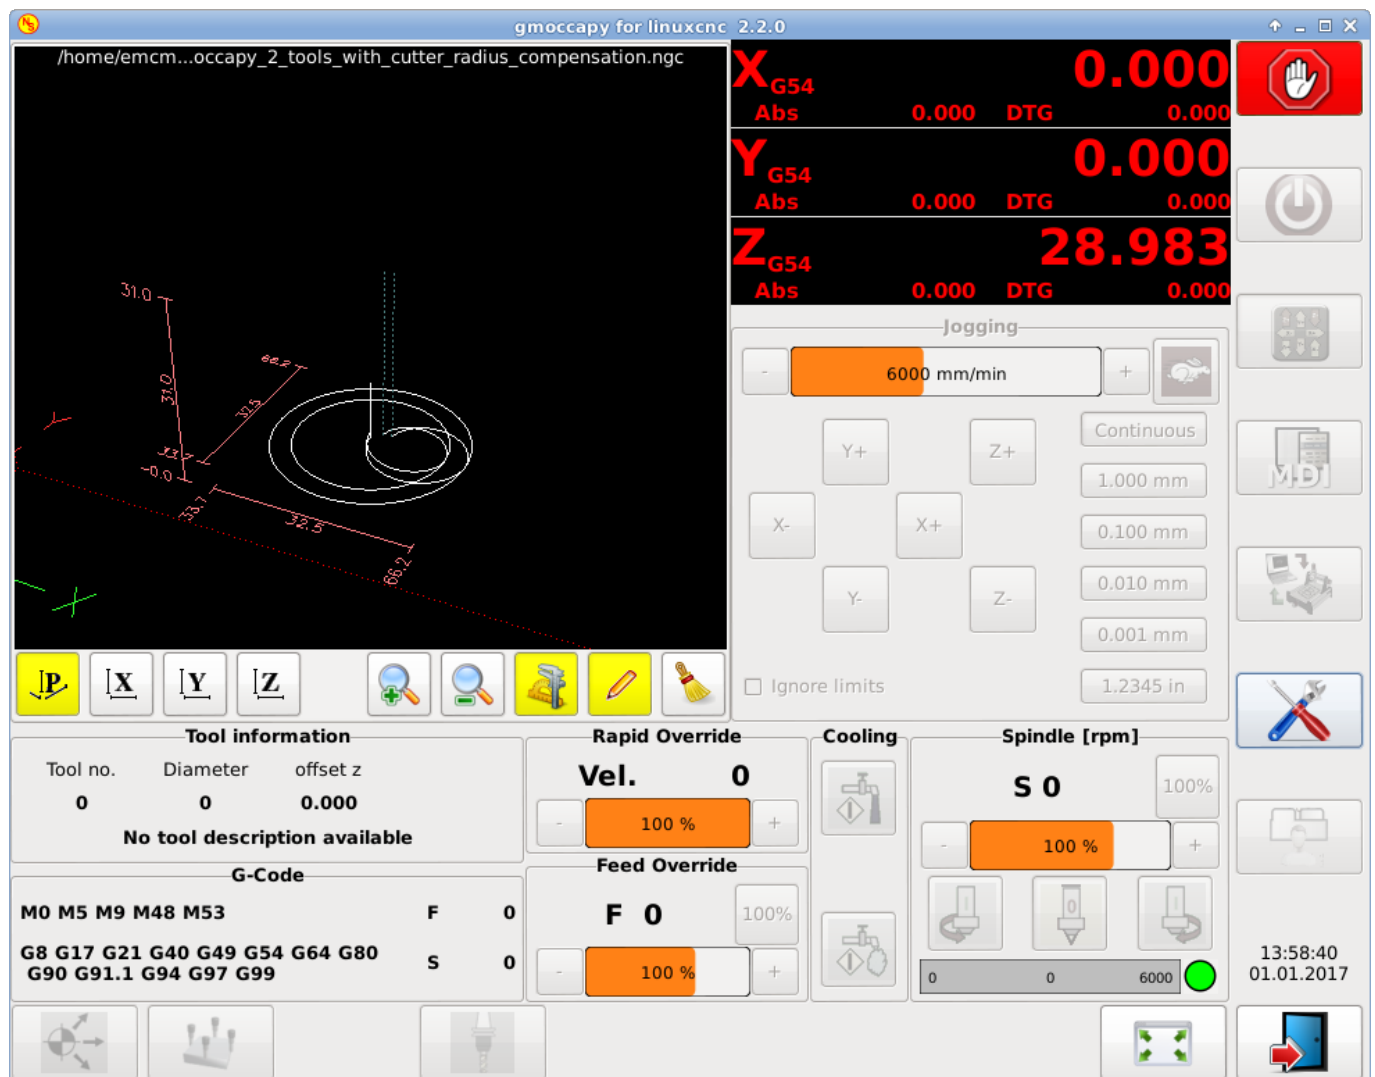 gmoccapy for linuxcnc 2.2.0
/home/emcm...occapy_2_tools_with_cutter_radius_compensation.ngc
X G54 0.000
Abs 0.000 DTG 0.000
Y G54 0.000
Abs 0.000 DTG 0.000
Z G54 28.983
Abs 0.000 DTG 0.000
31.0
31.0
66.2
32.5
33.7
-0.0
33.7
32.5
66.2
Y
X
Jogging
- 6000 mm/min +
Y+ Z+
X- X+
Y- Z-
Continuous
1.000 mm
0.100 mm
0.010 mm
0.001 mm
Ignore limits
1.2345 in
MDI
P X Y Z
Tool information
Tool no. Diameter offset z
0 0 0.000
No tool description available
G-Code
M0 M5 M9 M48 M53 F 0
G8 G17 G21 G40 G49 G54 G64 G80
G90 G91.1 G94 G97 G99
S 0
Rapid Override
Vel. 0
- 100 % +
Feed Override
F 0 100%
- 100 % +
Cooling
Spindle [rpm]
S 0 100%
- 100 % +
I 0 I
0 0 6000
13:58:40
01.01.2017